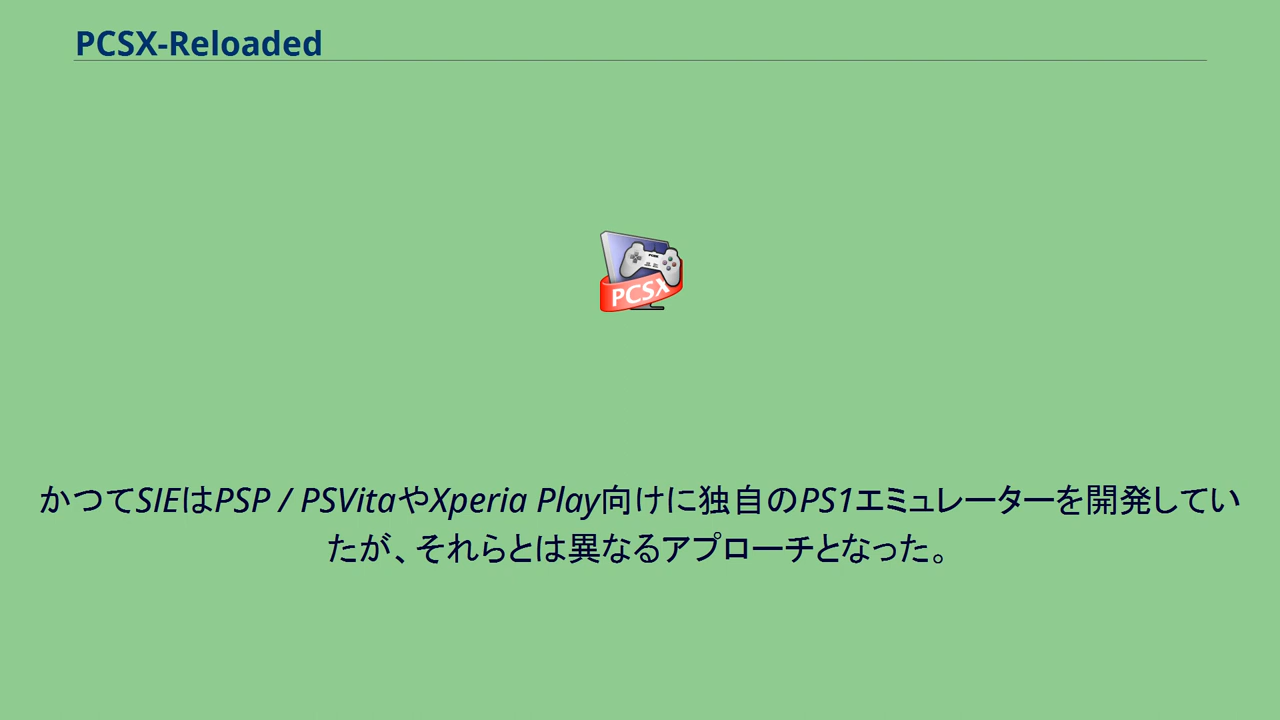 PCSX-Reloaded
PCSX
かつてSIEはPSP / PSVitaやXperia Play向けに独自のPS1エミュレーターを開発してい
たが、それらとは異なるアプローチとなった。